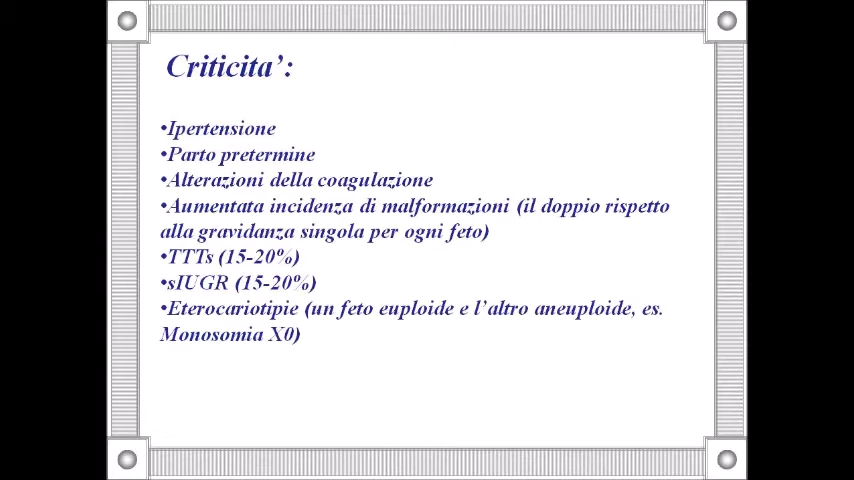 Criticita’:
•Ipertensione
•Parto pretermine
•Alterazioni della coagulazione
•Aumentata incidenza di malformazioni (il doppio rispetto
alla gravidanza singola per ogni feto)
•TTTs (15-20%)
•sIUGR (15-20%)
•Eterocariotipie (un feto euploide e l’altro aneuploide, es.
Monosomia X0)